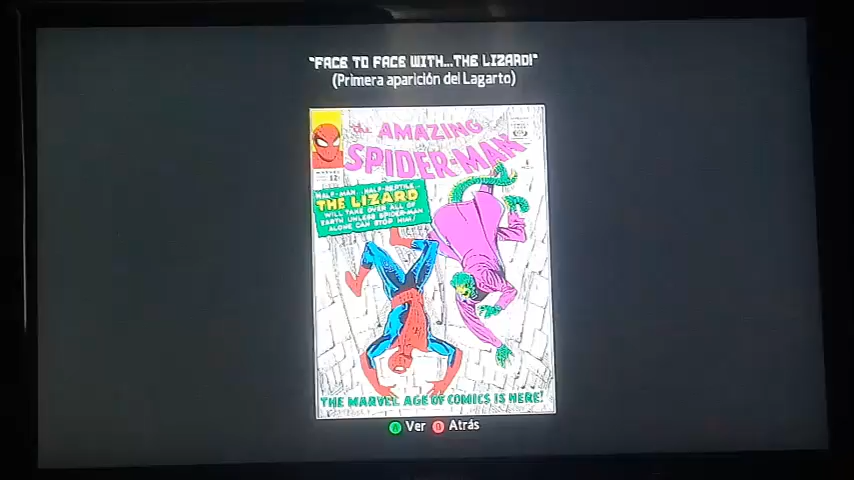 "FACE TO FACE WITH...THE LIZARD!"
(Primera aparición del Lagarto)
the AMAZING
SPIDER-MAN
MARVEL
12¢
HALF-MAN...HALF-REPTILE...
THE LIZARD
WILL TAKE OVER ALL OF
EARTH UNLESS SPIDER-MAN
ALONE CAN STOP HIM!
THE MARVEL AGE OF COMICS IS HERE!
A Ver B Atrás